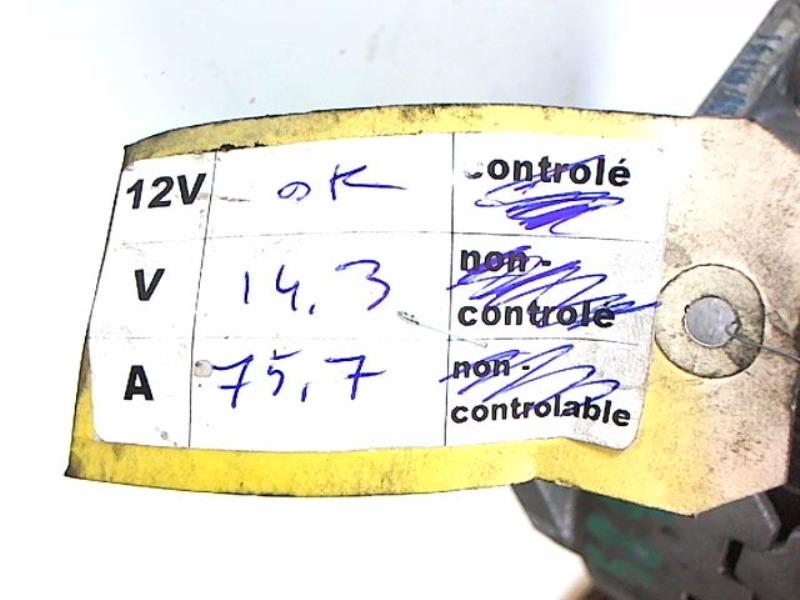 12V OK controlé
V 14,3 non -
controlé
A 75,7 non -
controlable